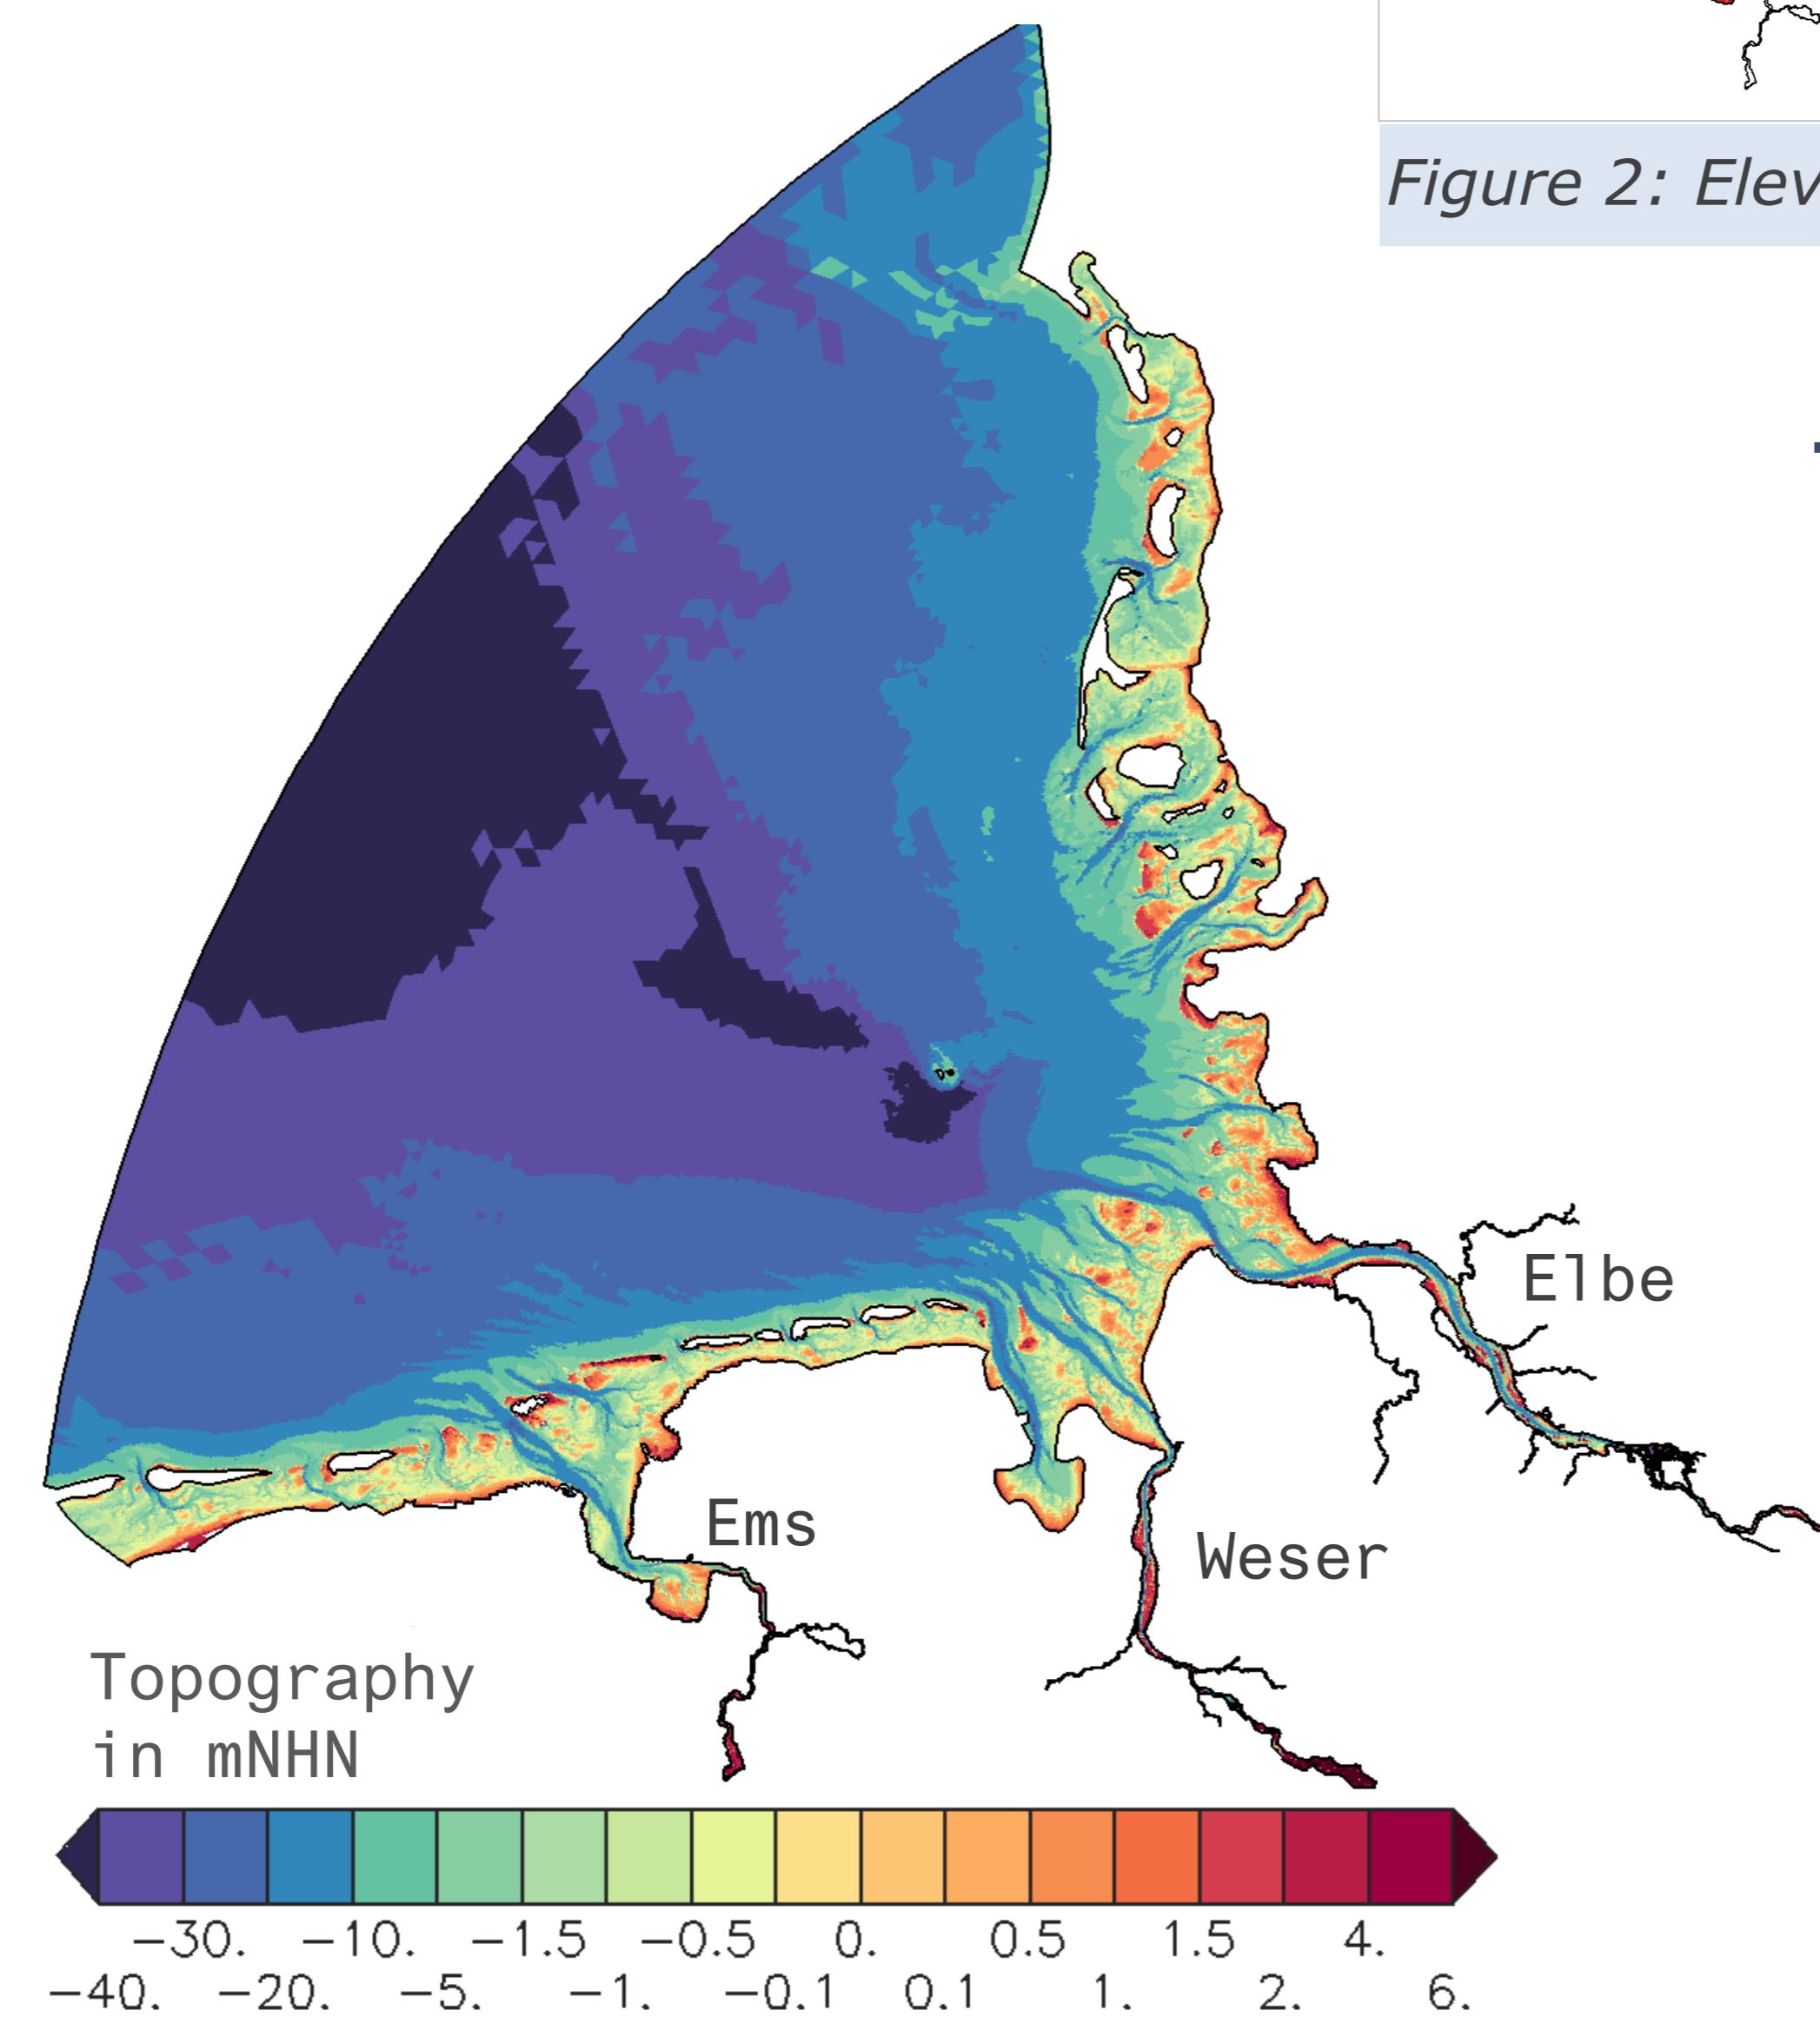 Figure 2: Elev
Elbe
Ems
Weser
Topography
in mNHN
−30. −10. −1.5 −0.5 0. 0.5 1.5 4.
−40. −20. −5. −1. −0.1 0.1 1. 2. 6.